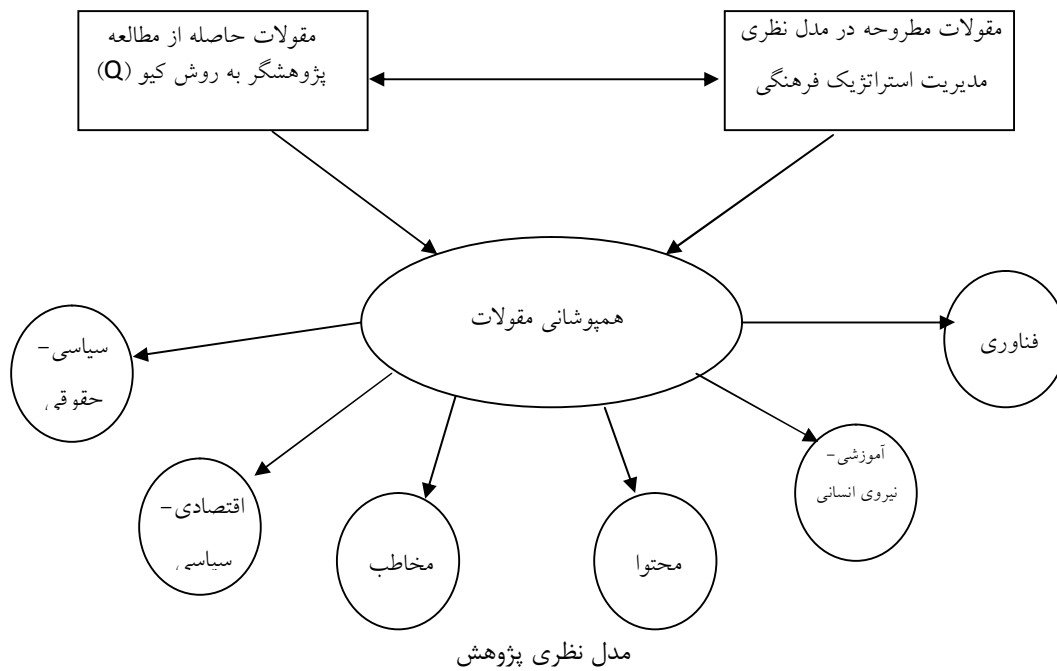 مقولات مطروحه در مدل نظری
مدیریت استراتژیک فرهنگی
مقولات حاصله از مطالعه
پژوهشگر به روش کیو (Q)
همپوشانی مقولات
فناوری
آموزشی-
نیروی انسانی
محتوا
مخاطب
اقتصادی-
سیاسی
سیاسی-
حقوقی
مدل نظری پژوهش